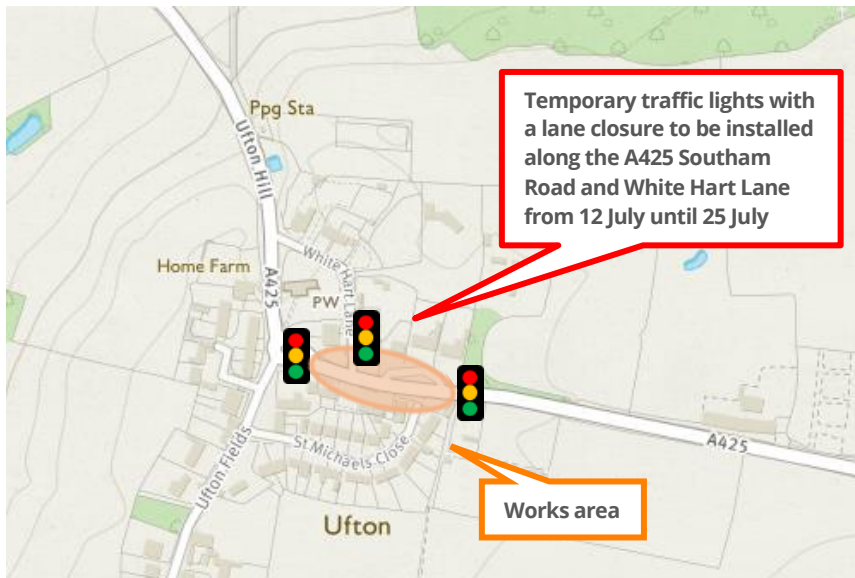 Ppg Sta
Ufton Hill
Temporary traffic lights with
a lane closure to be installed
along the A425 Southam
Road and White Hart Lane
from 12 July until 25 July
White Hart Lane
Home Farm
A425
PW
A425
St Michaels Close
Ufton Fields
Works area
Ufton